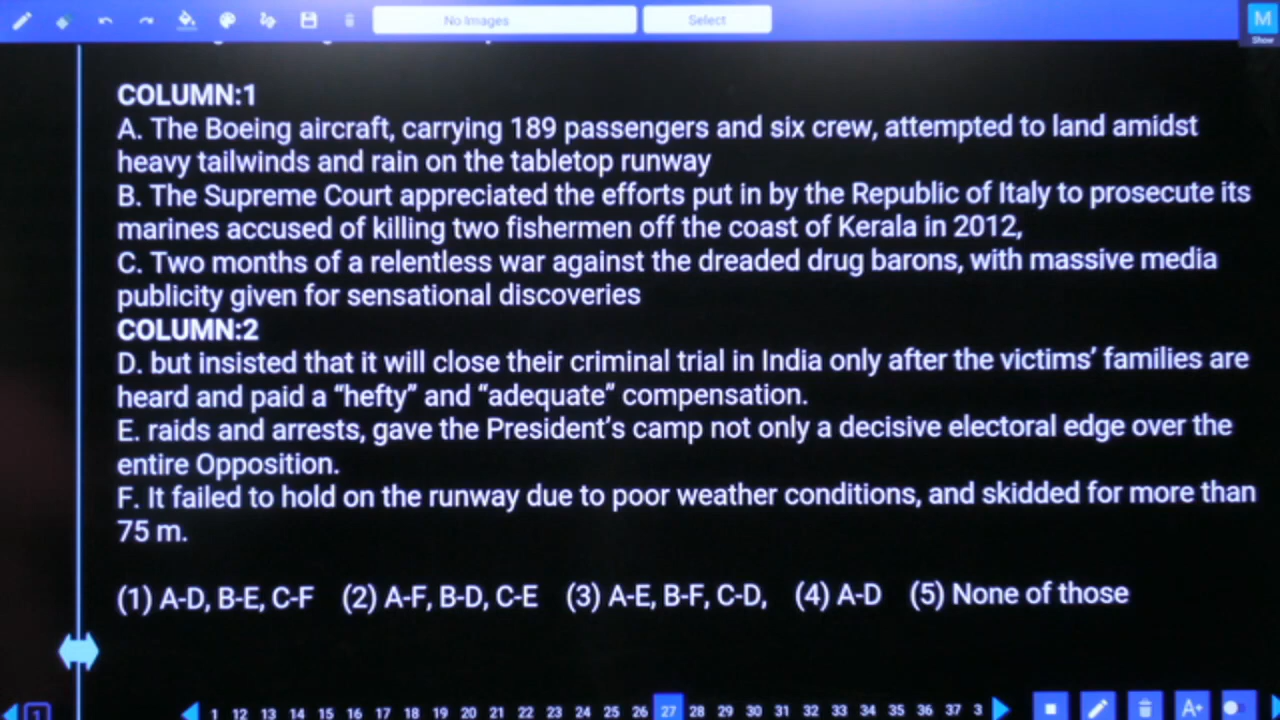 No Images
Select
M
Show
COLUMN:1
A. The Boeing aircraft, carrying 189 passengers and six crew, attempted to land amidst
heavy tailwinds and rain on the tabletop runway
B. The Supreme Court appreciated the efforts put in by the Republic of Italy to prosecute its
marines accused of killing two fishermen off the coast of Kerala in 2012,
C. Two months of a relentless war against the dreaded drug barons, with massive media
publicity given for sensational discoveries
COLUMN:2
D. but insisted that it will close their criminal trial in India only after the victims’ families are
heard and paid a “hefty” and “adequate” compensation.
E. raids and arrests, gave the President’s camp not only a decisive electoral edge over the
entire Opposition.
F. It failed to hold on the runway due to poor weather conditions, and skidded for more than
75 m.
(1) A-D, B-E, C-F (2) A-F, B-D, C-E (3) A-E, B-F, C-D, (4) A-D (5) None of those
1 1 12 13 14 15 16 17 18 19 20 21 22 23 24 25 26 27 28 29 30 31 32 33 34 35 36 37 3 A+